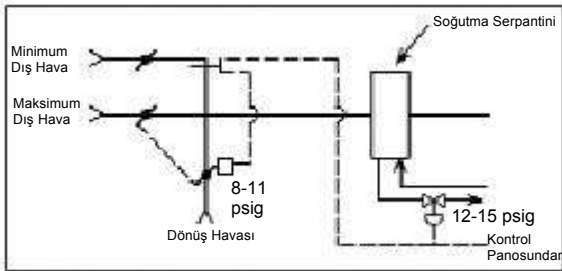 Soğutma Serpantini
Minimum
Dış Hava
Maksimum
Dış Hava
8-11
psig
Dönüş Havası
12-15 psig
Kontrol
Panosundan